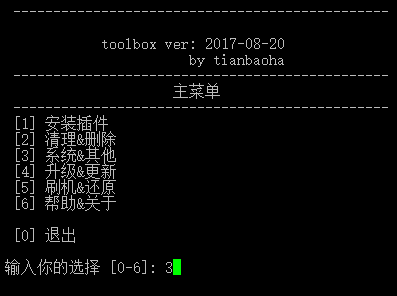 ---------------------------------------------
toolbox ver: 2017-08-20
by tianbaoha
---------------------------------------------
主菜单
---------------------------------------------
[1] 安装插件
[2] 清理&删除
[3] 系统&其他
[4] 升级&更新
[5] 刷机&还原
[6] 帮助&关于
[0] 退出
输入你的选择 [0-6]: 3